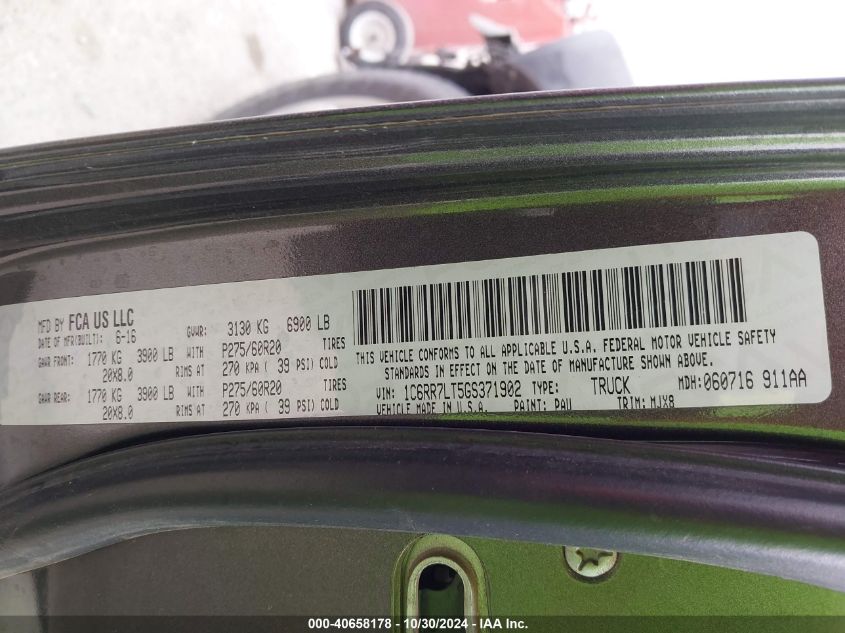 MFD BY FCA US LLC
DATE OF MFR(BUILT): 6-16 GVWR: 3130 KG 6900 LB
GAWR FRONT: 1770 KG 3900 LB WITH P275/60R20 TIRES
20X8.0 RIMS AT 270 KPA ( 39 PSI) COLD
GAWR REAR: 1770 KG 3900 LB WITH P275/60R20 TIRES
20X8.0 RIMS AT 270 KPA ( 39 PSI) COLD
THIS VEHICLE CONFORMS TO ALL APPLICABLE U.S.A. FEDERAL MOTOR VEHICLE SAFETY
STANDARDS IN EFFECT ON THE DATE OF MANUFACTURE SHOWN ABOVE.
VIN: 1C6RR7LT5GS371902 TYPE: TRUCK MDH: 060716 911AA
VEHICLE MADE IN U.S.A. PAINT: PAU TRIM: MJX8
000-40658178 - 10/30/2024 - IAA Inc.